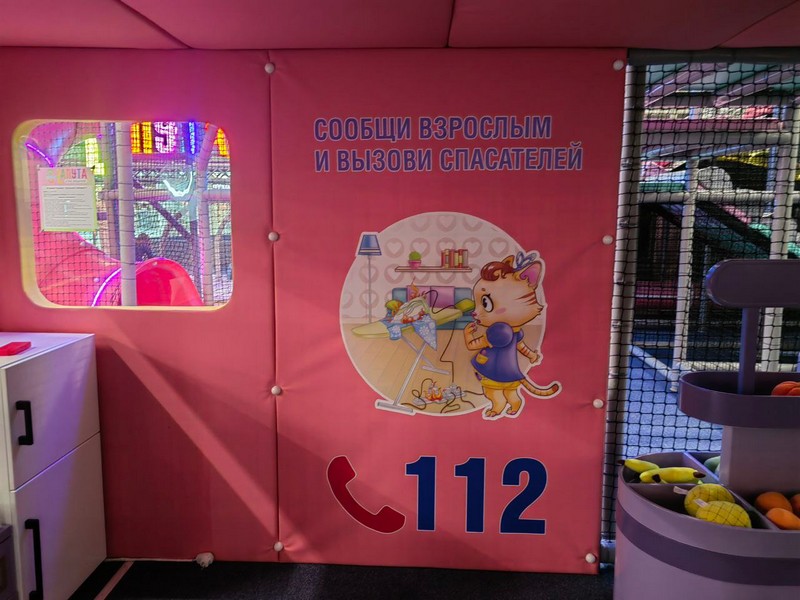 СООБЩИ ВЗРОСЛЫМ
И ВЫЗОВИ СПАСАТЕЛЕЙ
112